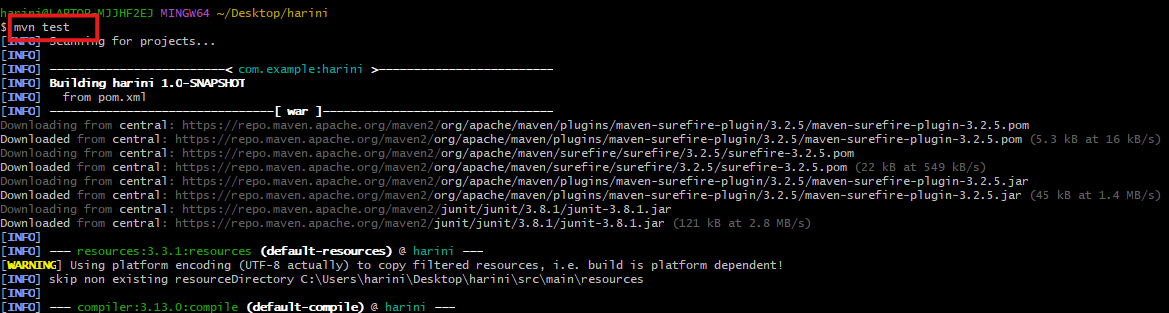 harini@LAPTOP-MJJHF2EJ MINGW64 ~/Desktop/harini
$ mvn test
[INFO] Scanning for projects...
[INFO]
[INFO] -------------------------< com.example:harini >-------------------------
[INFO] Building harini 1.0-SNAPSHOT
[INFO]   from pom.xml
[INFO] --------------------------------[ war ]---------------------------------
Downloading from central: https://repo.maven.apache.org/maven2/org/apache/maven/plugins/maven-surefire-plugin/3.2.5/maven-surefire-plugin-3.2.5.pom
Downloaded from central: https://repo.maven.apache.org/maven2/org/apache/maven/plugins/maven-surefire-plugin/3.2.5/maven-surefire-plugin-3.2.5.pom (5.3 kB at 16 kB/s)
Downloading from central: https://repo.maven.apache.org/maven2/org/apache/maven/surefire/surefire/3.2.5/surefire-3.2.5.pom
Downloaded from central: https://repo.maven.apache.org/maven2/org/apache/maven/surefire/surefire/3.2.5/surefire-3.2.5.pom (22 kB at 549 kB/s)
Downloading from central: https://repo.maven.apache.org/maven2/org/apache/maven/plugins/maven-surefire-plugin/3.2.5/maven-surefire-plugin-3.2.5.jar
Downloaded from central: https://repo.maven.apache.org/maven2/org/apache/maven/plugins/maven-surefire-plugin/3.2.5/maven-surefire-plugin-3.2.5.jar (45 kB at 1.4 MB/s)
Downloading from central: https://repo.maven.apache.org/maven2/junit/junit/3.8.1/junit-3.8.1.jar
Downloaded from central: https://repo.maven.apache.org/maven2/junit/junit/3.8.1/junit-3.8.1.jar (121 kB at 2.8 MB/s)
[INFO]
[INFO] --- resources:3.3.1:resources (default-resources) @ harini ---
[WARNING] Using platform encoding (UTF-8 actually) to copy filtered resources, i.e. build is platform dependent!
[INFO] skip non existing resourceDirectory C:\Users\harini\Desktop\harini\src\main\resources
[INFO]
[INFO] --- compiler:3.13.0:compile (default-compile) @ harini ---